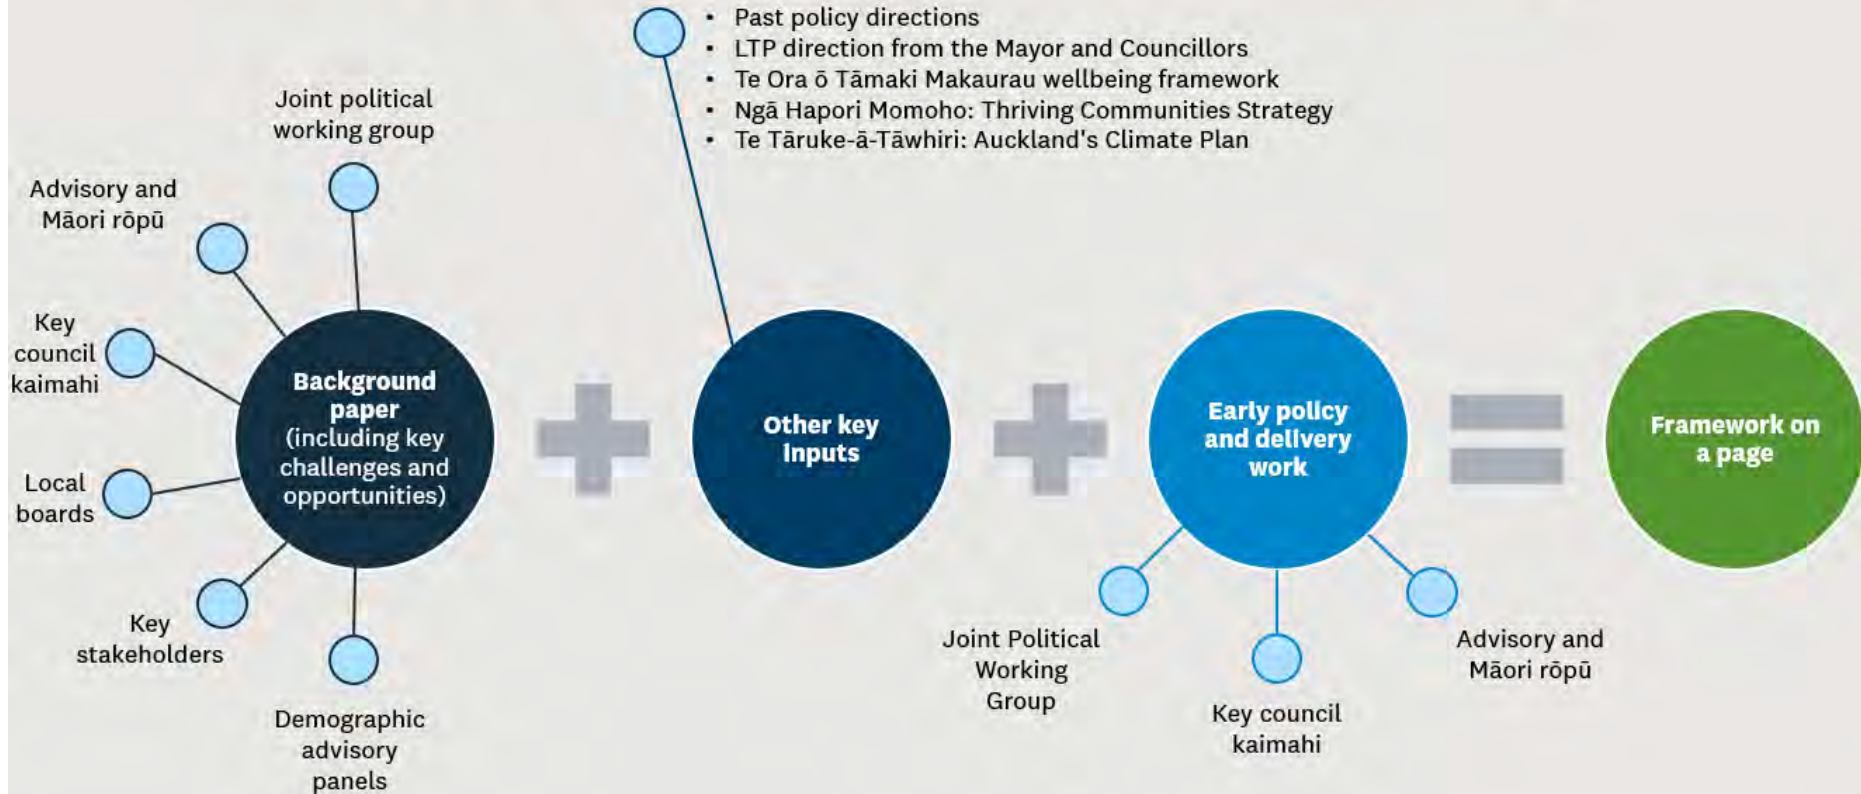 • Past policy directions
• LTP direction from the Mayor and Councillors
• Te Ora ō Tāmaki Makaurau wellbeing framework
• Ngā Hapori Momoho: Thriving Communities Strategy
• Te Tāruke-ā-Tāwhiri: Auckland's Climate Plan
Joint political
working group
Advisory and
Māori rōpū
Key
council
kaimahi
Local
boards
Key
stakeholders
Demographic
advisory
panels
Background
paper
(including key
challenges and
opportunities)
Other key
inputs
Early policy
and delivery
work
Joint Political
Working
Group
Key council
kaimahi
Advisory and
Māori rōpū
Framework on
a page